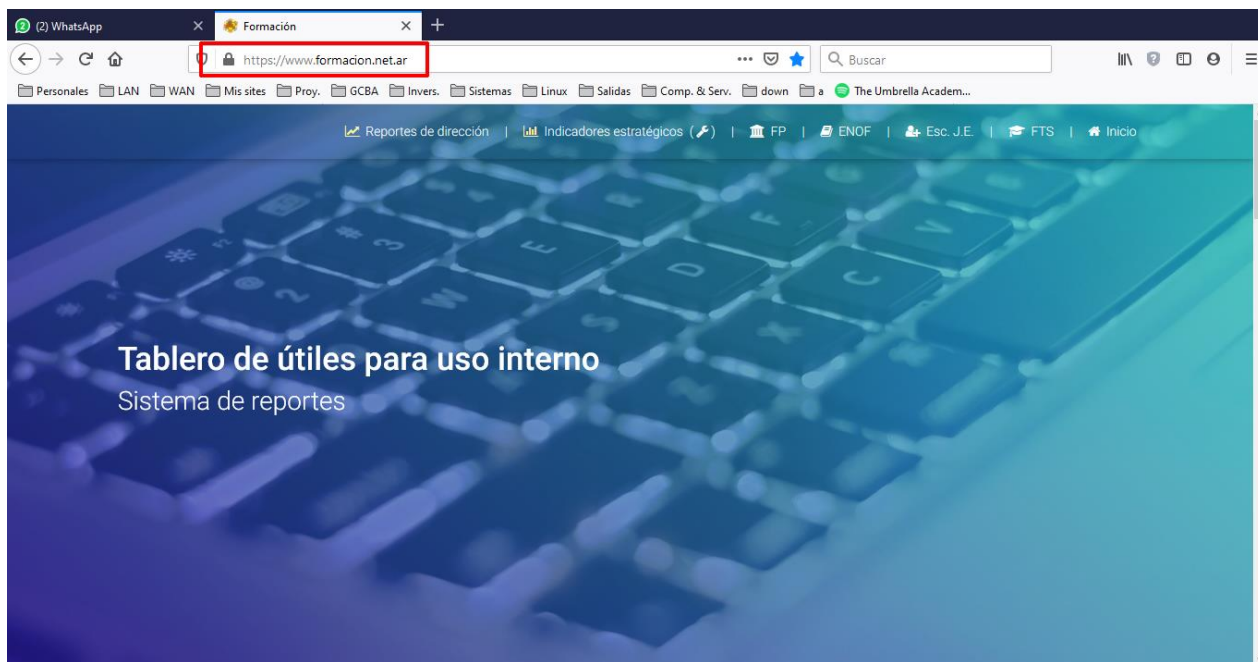 (2) WhatsApp
Formación
https://www.formacion.net.ar
Buscar
Personales LAN WAN Mis sites Proy. GCBA Invers. Sistemas Linux Salidas Comp. & Serv. down a The Umbrella Academ...
Reportes de dirección | Indicadores estratégicos ( ) | FP | ENOF | Esc. J.E. | FTS | Inicio
Tablero de útiles para uso interno
Sistema de reportes